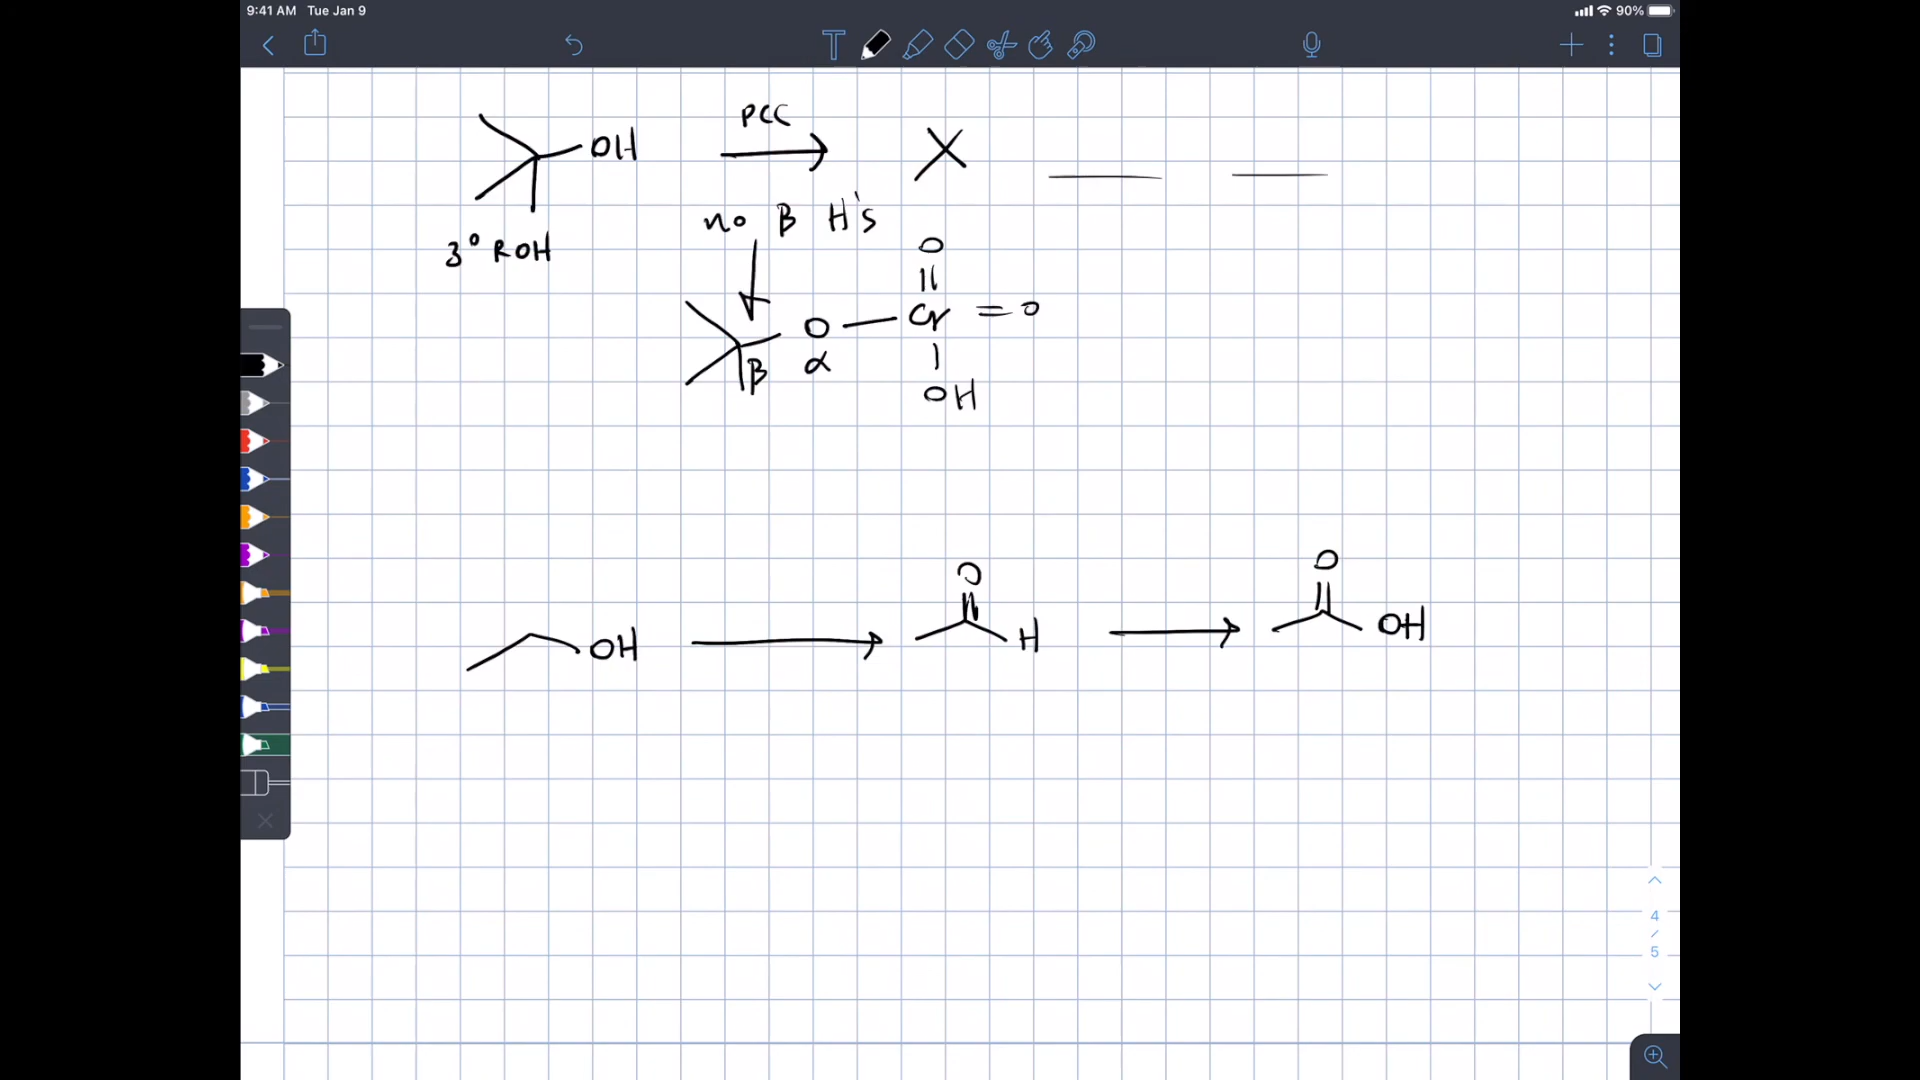 9:41 AM Tue Jan 9
90%
PCC
OH
X
no β H's
3° ROH
O
O
Cr = O
β
α
OH
O
O
OH
H
OH
4
/
5